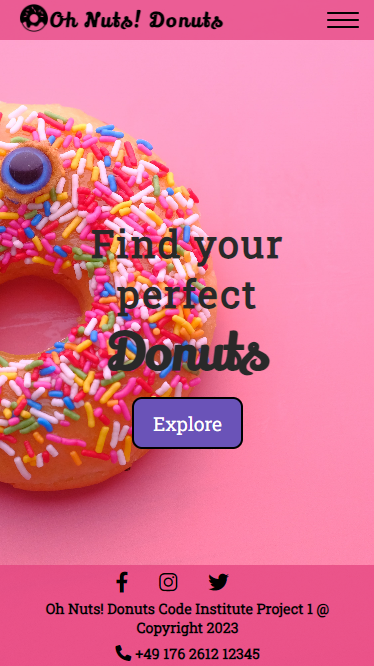 Oh Nuts! Donuts
Find your
perfect
Donuts
Explore
Oh Nuts! Donuts Code Institute Project 1 @
Copyright 2023
+49 176 2612 12345